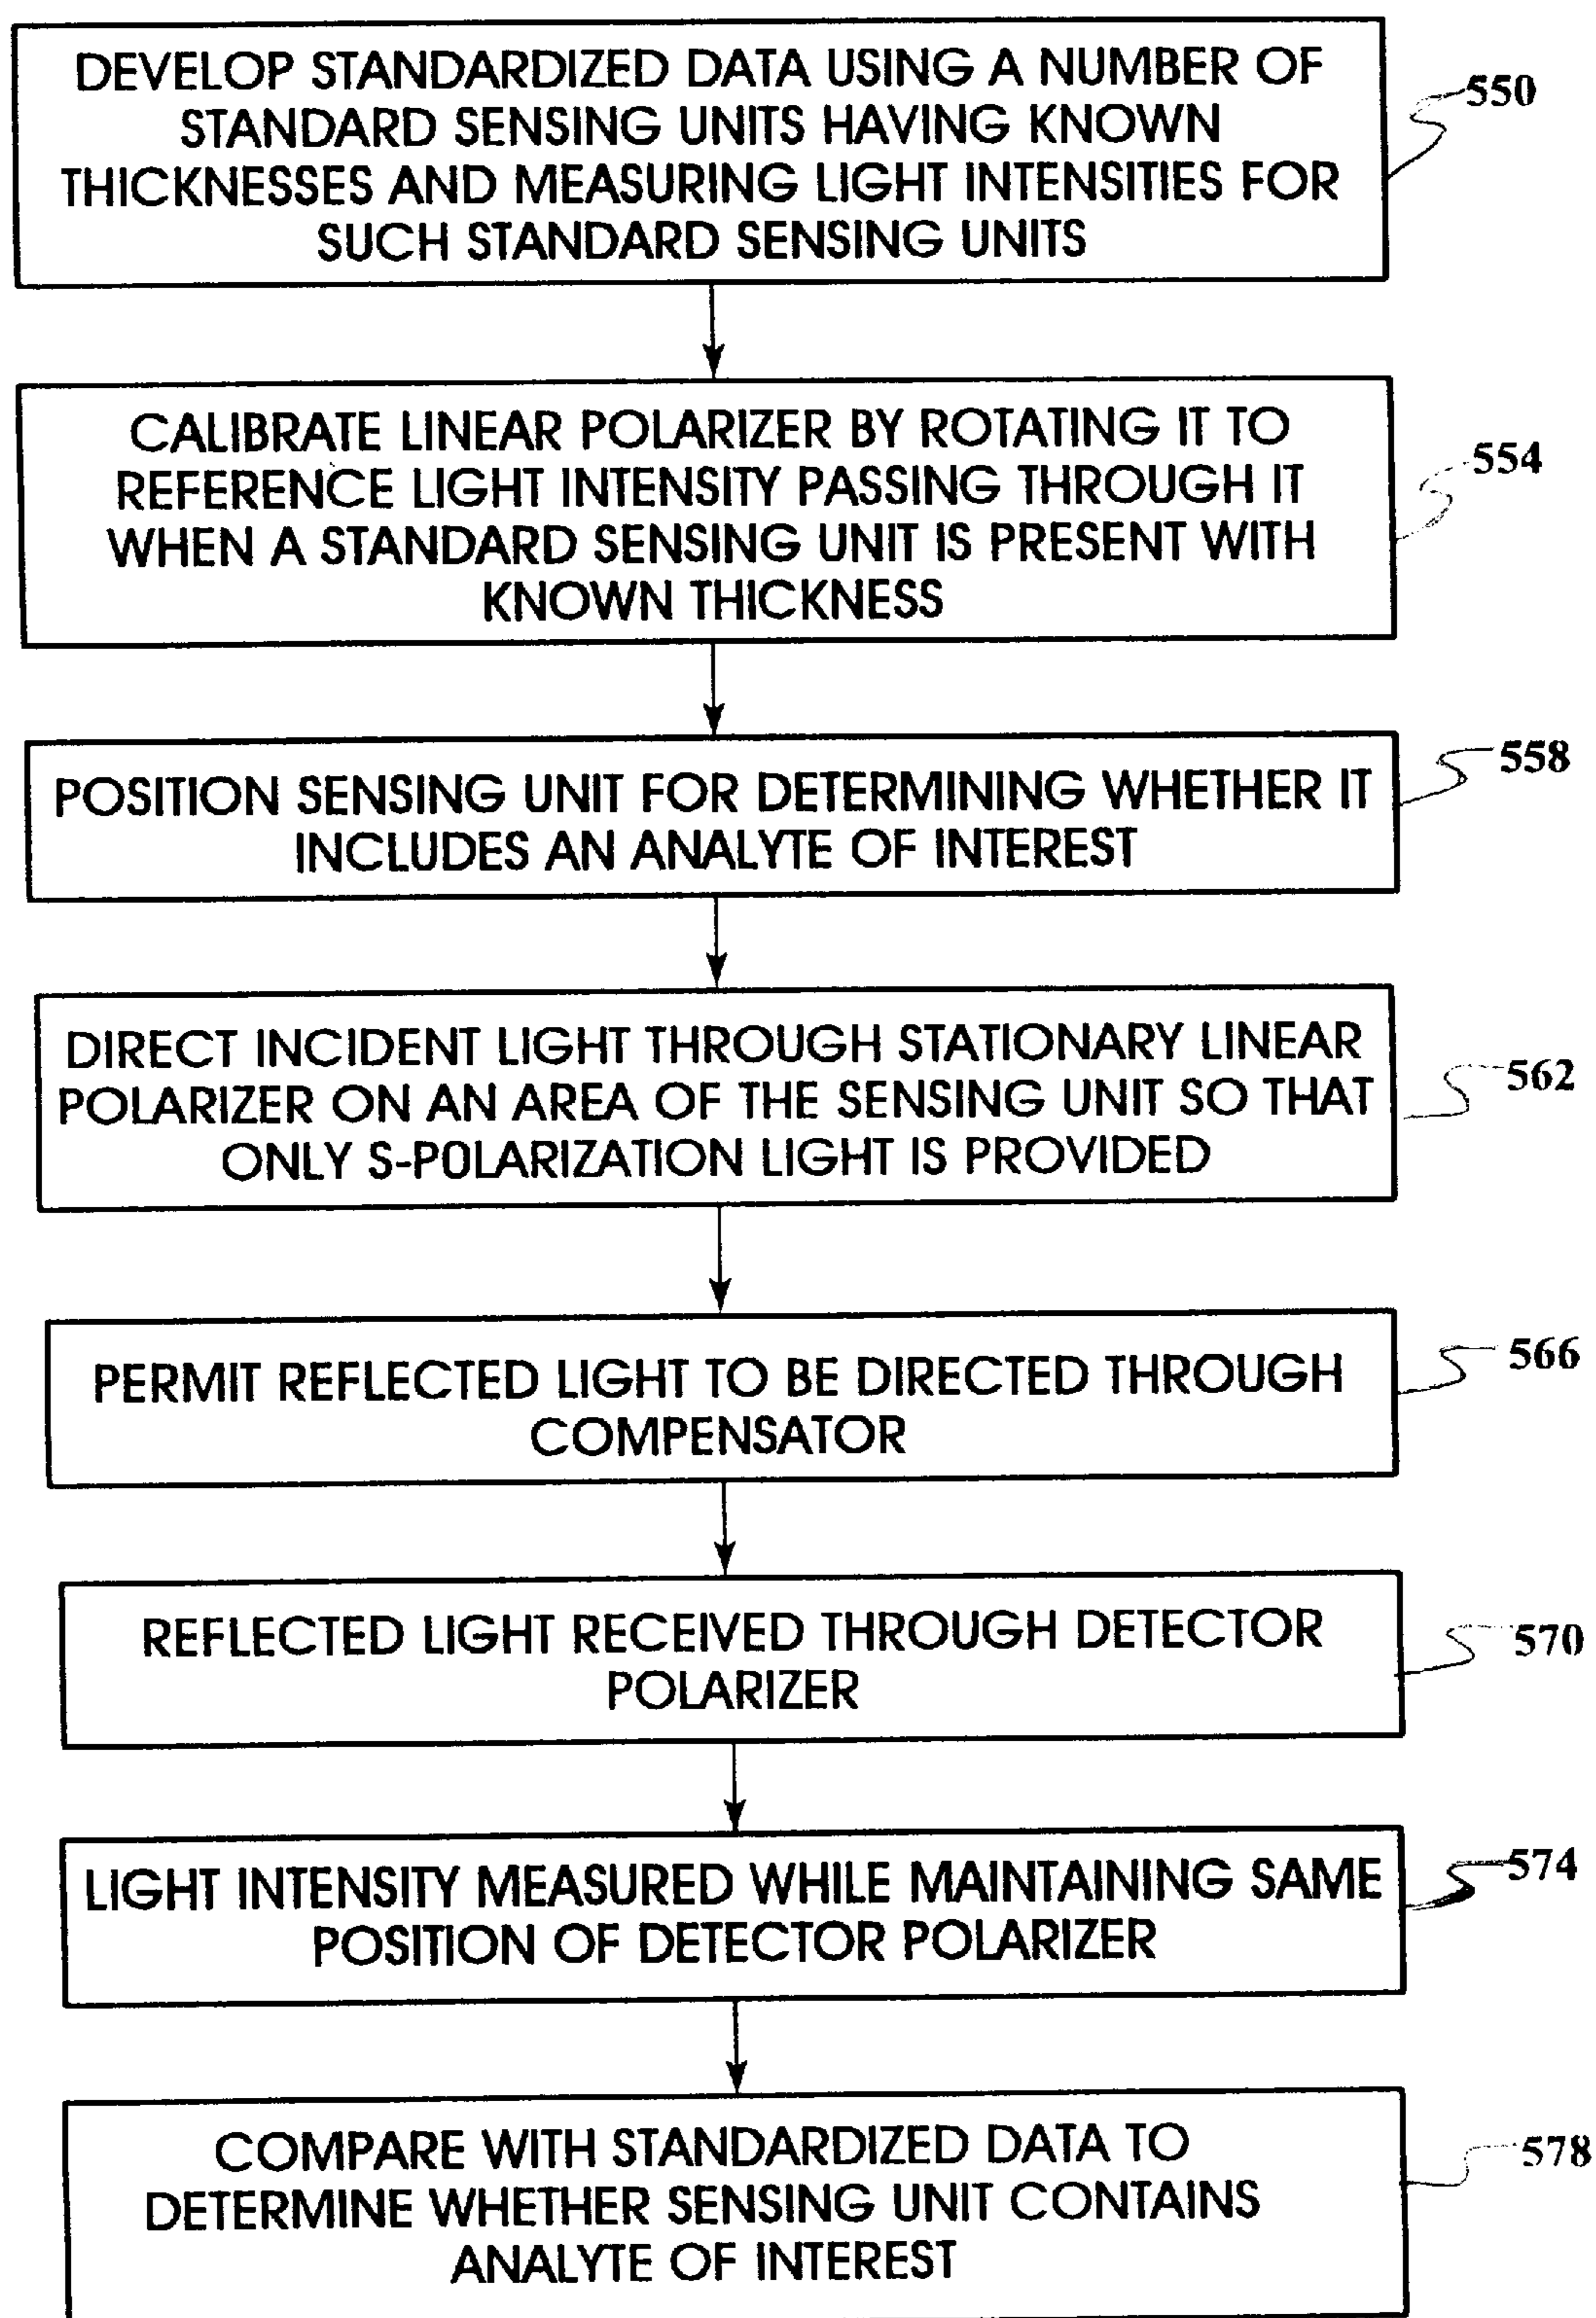 DEVELOP STANDARDIZED DATA USING A NUMBER OF
STANDARD SENSING UNITS HAVING KNOWN
THICKNESSES AND MEASURING LIGHT INTENSITIES FOR
SUCH STANDARD SENSING UNITS
550
CALIBRATE LINEAR POLARIZER BY ROTATING IT TO
REFERENCE LIGHT INTENSITY PASSING THROUGH IT
WHEN A STANDARD SENSING UNIT IS PRESENT WITH
KNOWN THICKNESS
554
POSITION SENSING UNIT FOR DETERMINING WHETHER IT
INCLUDES AN ANALYTE OF INTEREST
558
DIRECT INCIDENT LIGHT THROUGH STATIONARY LINEAR
POLARIZER ON AN AREA OF THE SENSING UNIT SO THAT
ONLY S-POLARIZATION LIGHT IS PROVIDED
562
PERMIT REFLECTED LIGHT TO BE DIRECTED THROUGH
COMPENSATOR
566
REFLECTED LIGHT RECEIVED THROUGH DETECTOR
POLARIZER
570
LIGHT INTENSITY MEASURED WHILE MAINTAINING SAME
POSITION OF DETECTOR POLARIZER
574
COMPARE WITH STANDARDIZED DATA TO
DETERMINE WHETHER SENSING UNIT CONTAINS
ANALYTE OF INTEREST
578